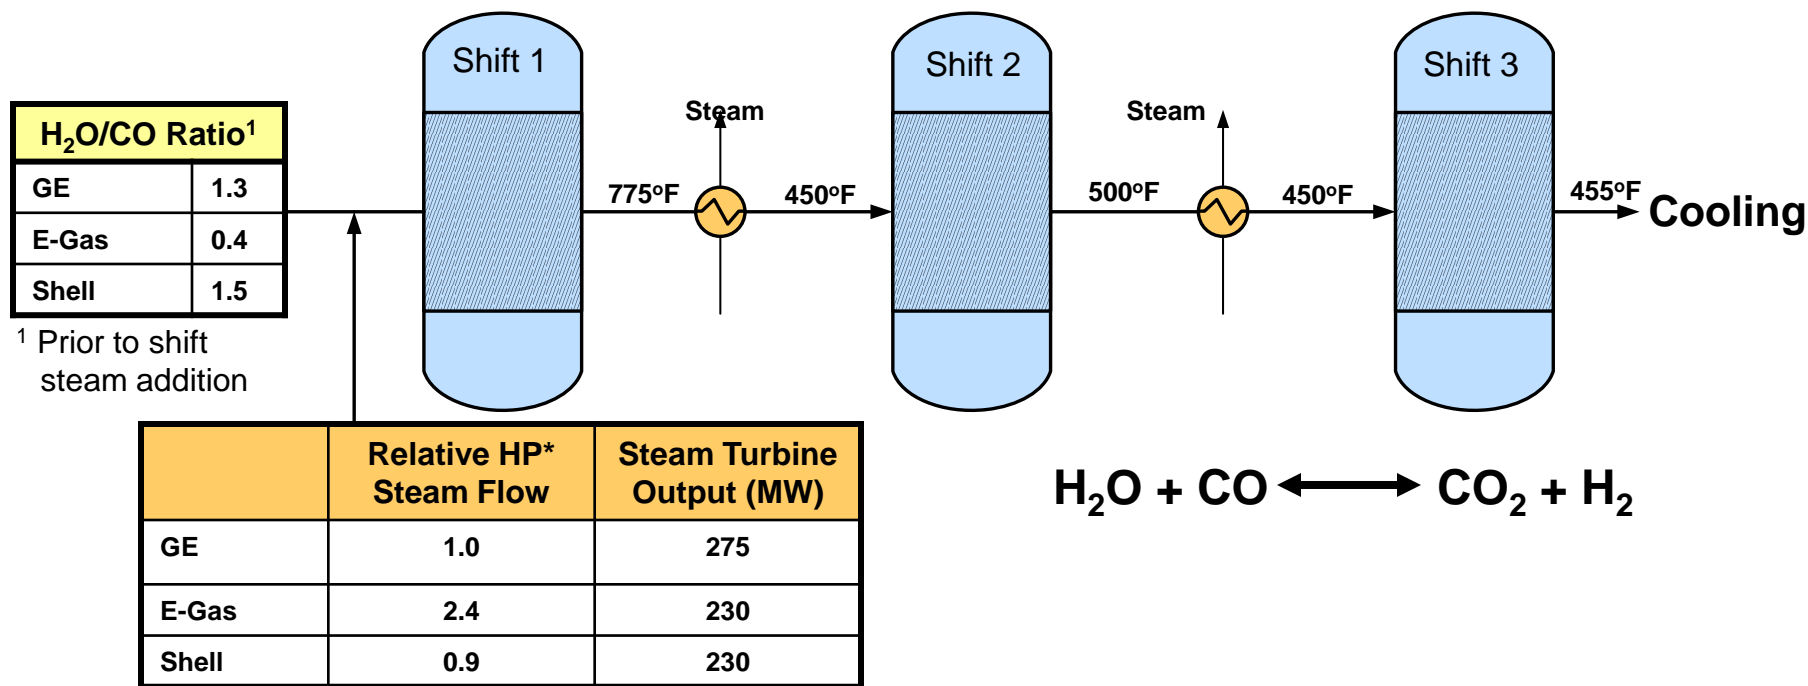 Shift 1
Shift 2
Shift 3
Steam
Steam
H₂O/CO Ratio¹
GE 1.3
E-Gas 0.4
Shell 1.5
775ºF
450ºF
500ºF
450ºF
455ºF
Cooling
¹ Prior to shift
steam addition
Relative HP* Steam Turbine
Steam Flow Output (MW)
GE 1.0 275
E-Gas 2.4 230
Shell 0.9 230
H₂O + CO ⟷ CO₂ + H₂